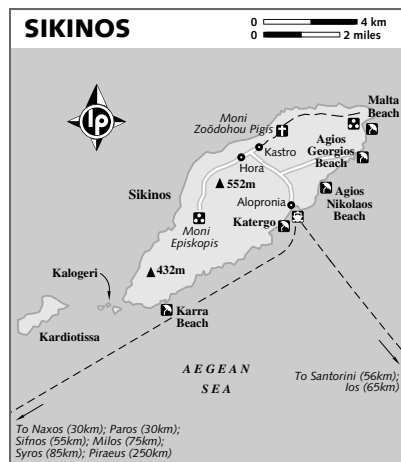 SIKINOS
0 4 km
0 2 miles
lp
Malta
Beach
Moni
Zoödohou Pigis
Kastro
Agios
Georgios
Beach
Hora
552m
Sikinos
Alopronia
Agios
Nikolaos
Beach
Moni
Episkopis
Katergo
432m
Kalogeri
Karra
Beach
Kardiotissa
AEGEAN
SEA
To Santorini (56km);
Ios (65km)
To Naxos (30km); Paros (30km);
Sifnos (55km); Milos (75km);
Syros (85km); Piraeus (250km)